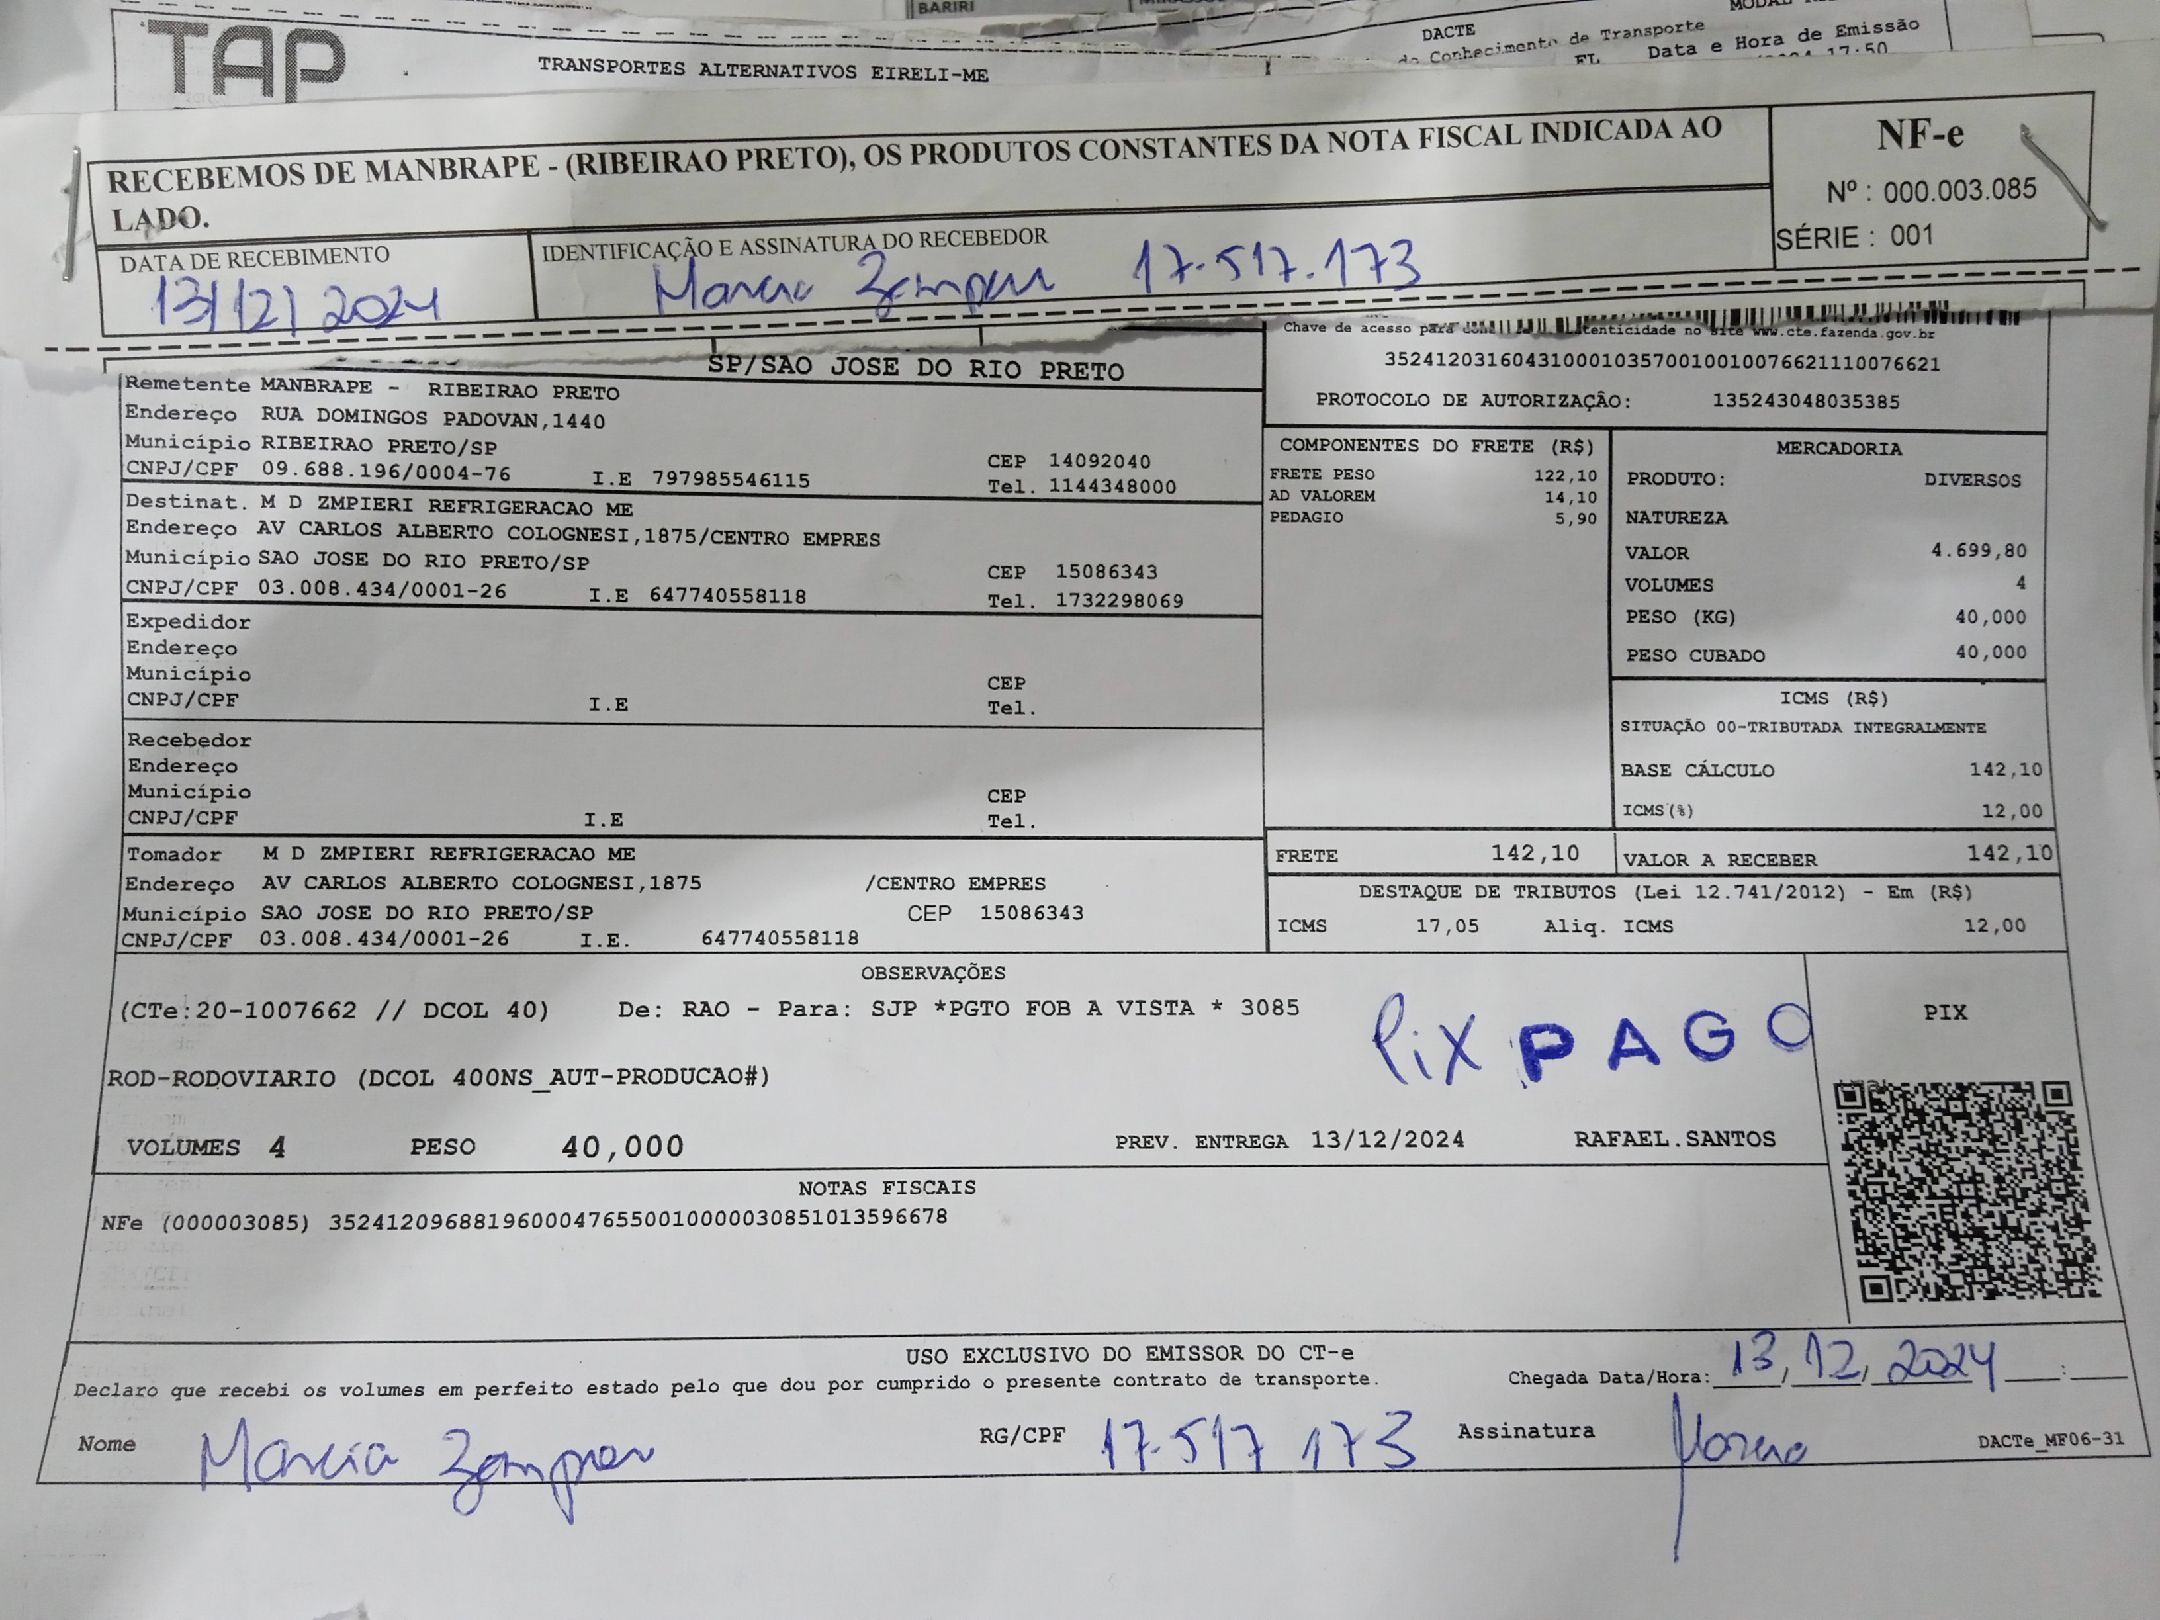 BARIRI
TAP
TRANSPORTES ALTERNATIVOS EIRELI-ME
DACTE
do Conhecimento de Transporte
FL Data e Hora de Emissão
17:50
RECEBEMOS DE MANBRAPE - (RIBEIRAO PRETO), OS PRODUTOS CONSTANTES DA NOTA FISCAL INDICADA AO
LADO.
NF-e
Nº : 000.003.085
SÉRIE : 001
DATA DE RECEBIMENTO
13/12/2024
IDENTIFICAÇÃO E ASSINATURA DO RECEBEDOR
17.517.173
Chave de acesso para site www.cte.fazenda.gov.br
35241203160431000103570010010076621110076621
PROTOCOLO DE AUTORIZAÇÃO: 135243048035385
SP/SAO JOSE DO RIO PRETO
Remetente MANBRAPE - RIBEIRAO PRETO
Endereço RUA DOMINGOS PADOVAN,1440
Município RIBEIRAO PRETO/SP
CEP 14092040
CNPJ/CPF 09.688.196/0004-76 I.E 797985546115
Tel. 1144348000
Destinat. M D ZMPIERI REFRIGERACAO ME
Endereço AV CARLOS ALBERTO COLOGNESI,1875/CENTRO EMPRES
Município SAO JOSE DO RIO PRETO/SP
CEP 15086343
CNPJ/CPF 03.008.434/0001-26 I.E 647740558118
Tel. 1732298069
Expedidor
Endereço
Município
CEP
CNPJ/CPF I.E
Tel.
Recebedor
Endereço
Município
CEP
CNPJ/CPF I.E
Tel.
Tomador M D ZMPIERI REFRIGERACAO ME
Endereço AV CARLOS ALBERTO COLOGNESI,1875 /CENTRO EMPRES
Município SAO JOSE DO RIO PRETO/SP CEP 15086343
CNPJ/CPF 03.008.434/0001-26 I.E. 647740558118
COMPONENTES DO FRETE (R$)
FRETE PESO 122,10
AD VALOREM 14,10
PEDAGIO 5,90
MERCADORIA
PRODUTO: DIVERSOS
NATUREZA
VALOR 4.699,80
VOLUMES 4
PESO (KG) 40,000
PESO CUBADO 40,000
ICMS (R$)
SITUAÇÃO 00-TRIBUTADA INTEGRALMENTE
BASE CÁLCULO 142,10
ICMS(%) 12,00
FRETE 142,10
VALOR A RECEBER 142,10
DESTAQUE DE TRIBUTOS (Lei 12.741/2012) - Em (R$)
ICMS 17,05 Aliq. ICMS 12,00
OBSERVAÇÕES
(CTe:20-1007662 // DCOL 40) De: RAO - Para: SJP *PGTO FOB A VISTA * 3085
PiX PAGO
PIX
ROD-RODOVIARIO (DCOL 400NS_AUT-PRODUCAO#)
VOLUMES 4 PESO 40,000
PREV. ENTREGA 13/12/2024 RAFAEL.SANTOS
NOTAS FISCAIS
NFe (000003085) 35241209688196000476550010000030851013596678
USO EXCLUSIVO DO EMISSOR DO CT-e
Declaro que recebi os volumes em perfeito estado pelo que dou por cumprido o presente contrato de transporte.
Chegada Data/Hora: 13/12/2024 :
Nome Marcia
RG/CPF 17.517 173
Assinatura
DACTe_MF06-31